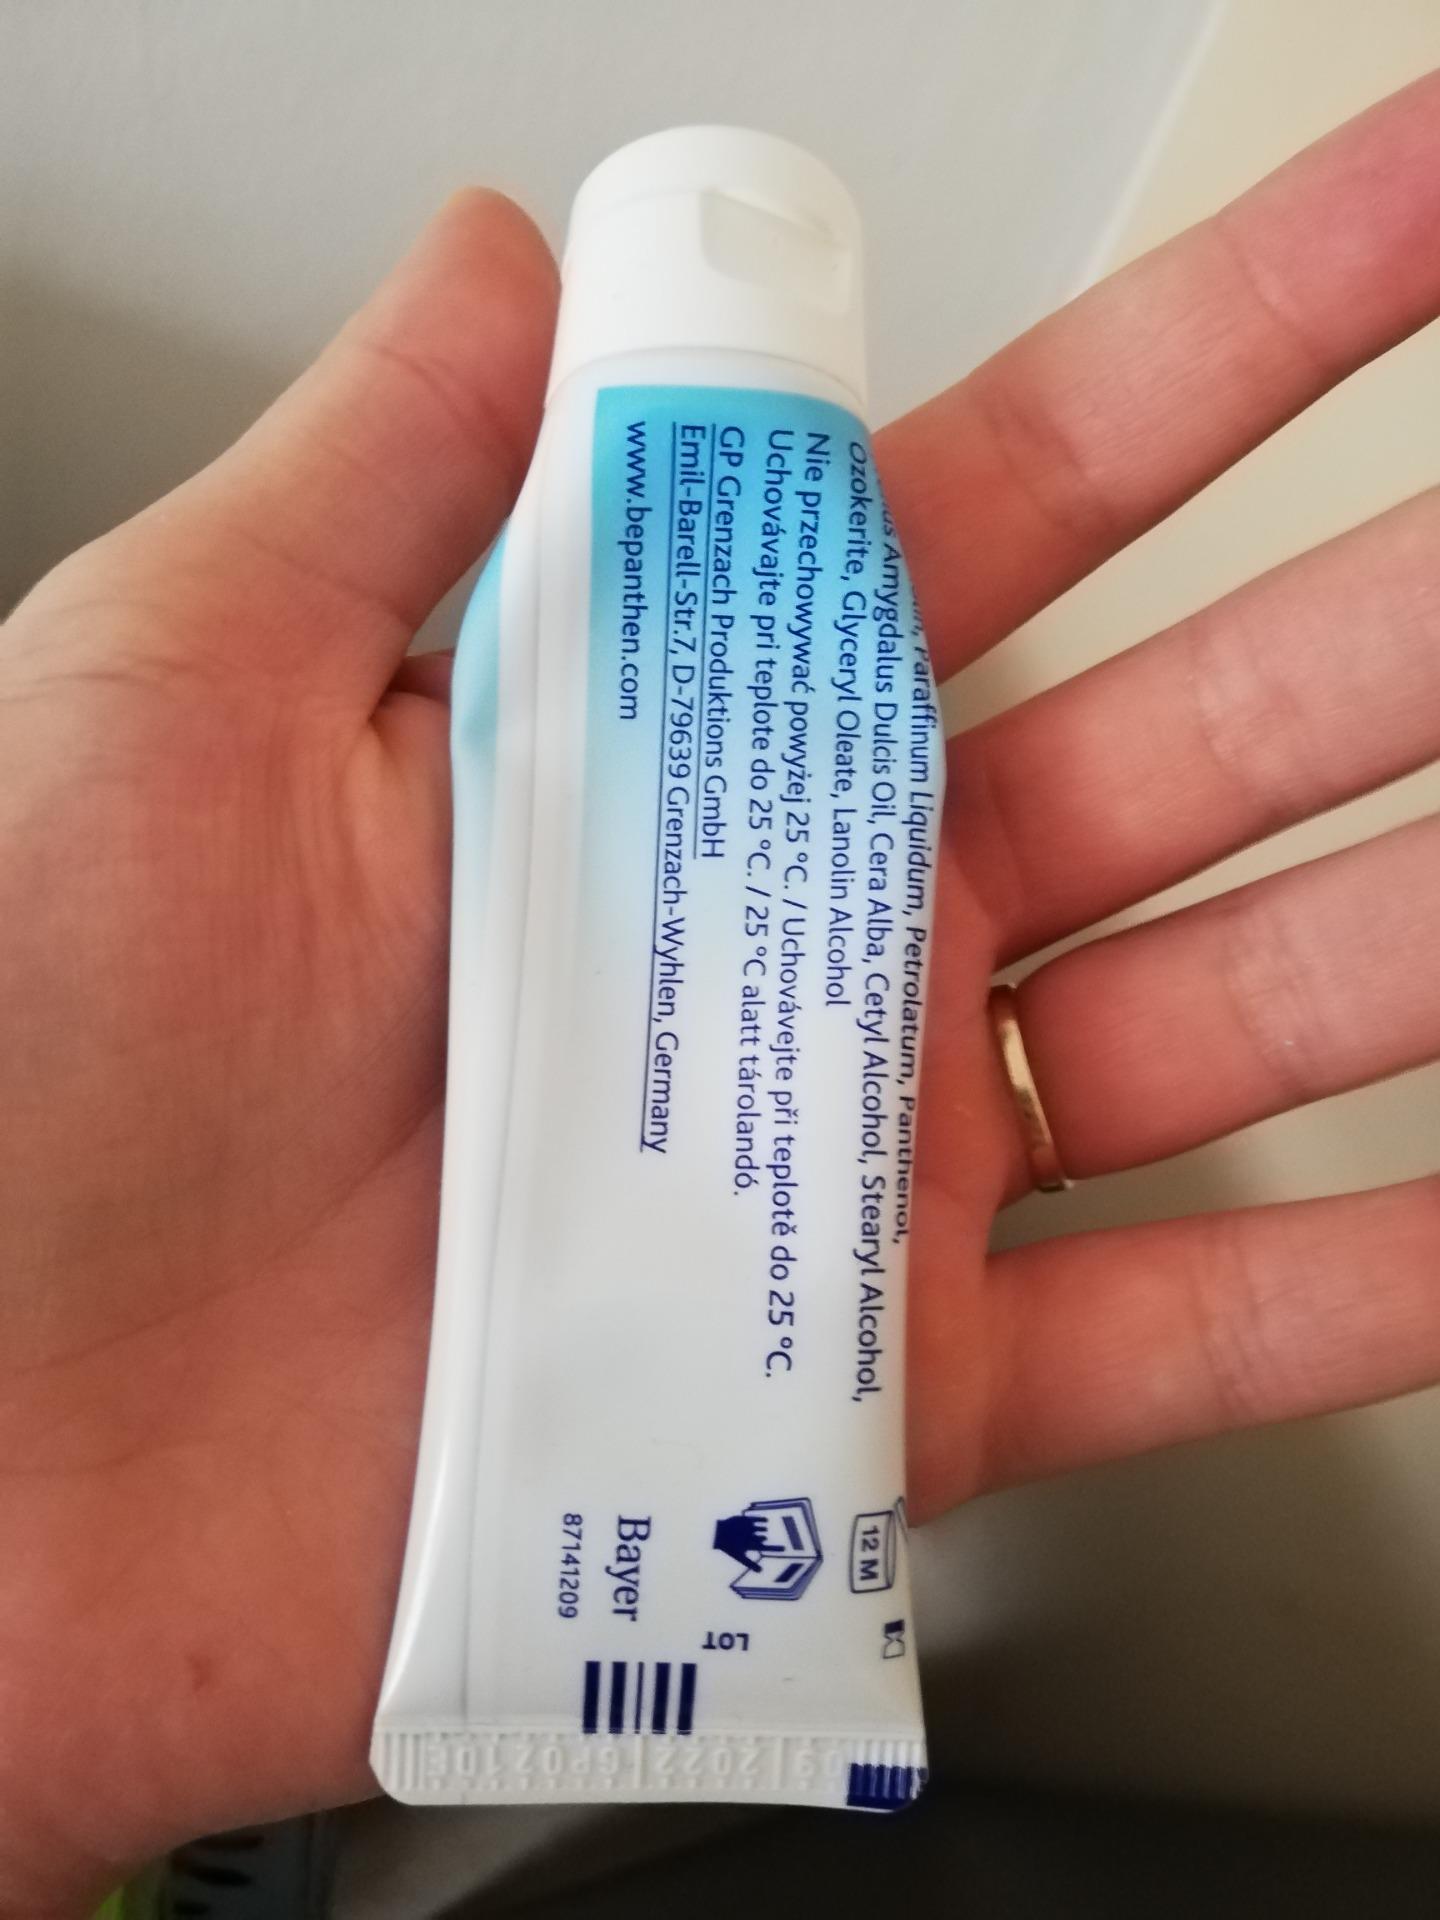 Paraffinum Liquidum, Petrolatum, Panthenol,
Amygdalus Dulcis Oil, Cera Alba, Cetyl Alcohol, Stearyl Alcohol,
Ozokerite, Glyceryl Oleate, Lanolin Alcohol
Nie przechowywać powyżej 25 °C. / Uchovávejte při teplotě do 25 °C.
Uchovávajte pri teplote do 25 °C. / 25 °C alatt tárolandó.
GP Grenzach Produktions GmbH
Emil-Barell-Str.7, D-79639 Grenzach-Wyhlen, Germany
www.bepanthen.com
12 M
LOT
Bayer
87141209
09 2022 GP0Z10E